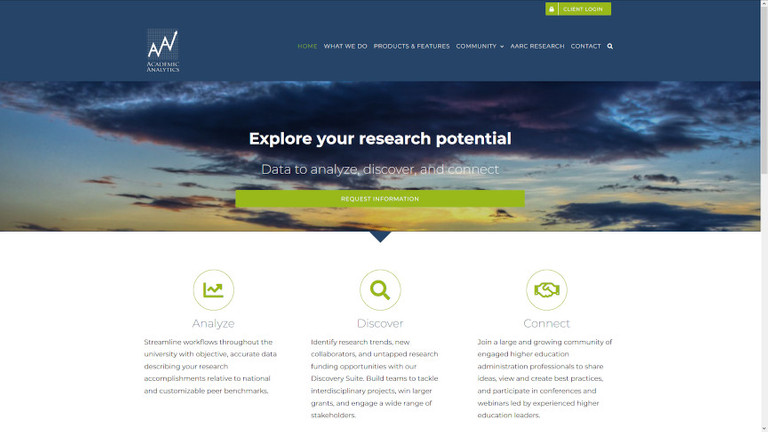 CLIENT LOGIN
ACADEMIC
ANALYTICS
HOME WHAT WE DO PRODUCTS & FEATURES COMMUNITY AARC RESEARCH CONTACT
Explore your research potential
Data to analyze, discover, and connect
REQUEST INFORMATION
Analyze
Streamline workflows throughout the
university with objective, accurate data
describing your research
accomplishments relative to national
and customizable peer benchmarks.
Discover
Identify research trends, new
collaborators, and untapped research
funding opportunities with our
Discovery Suite. Build teams to tackle
interdisciplinary projects, win larger
grants, and engage a wide range of
stakeholders.
Connect
Join a large and growing community of
engaged higher education
administration professionals to share
ideas, view and create best practices,
and participate in conferences and
webinars led by experienced higher
education leaders.